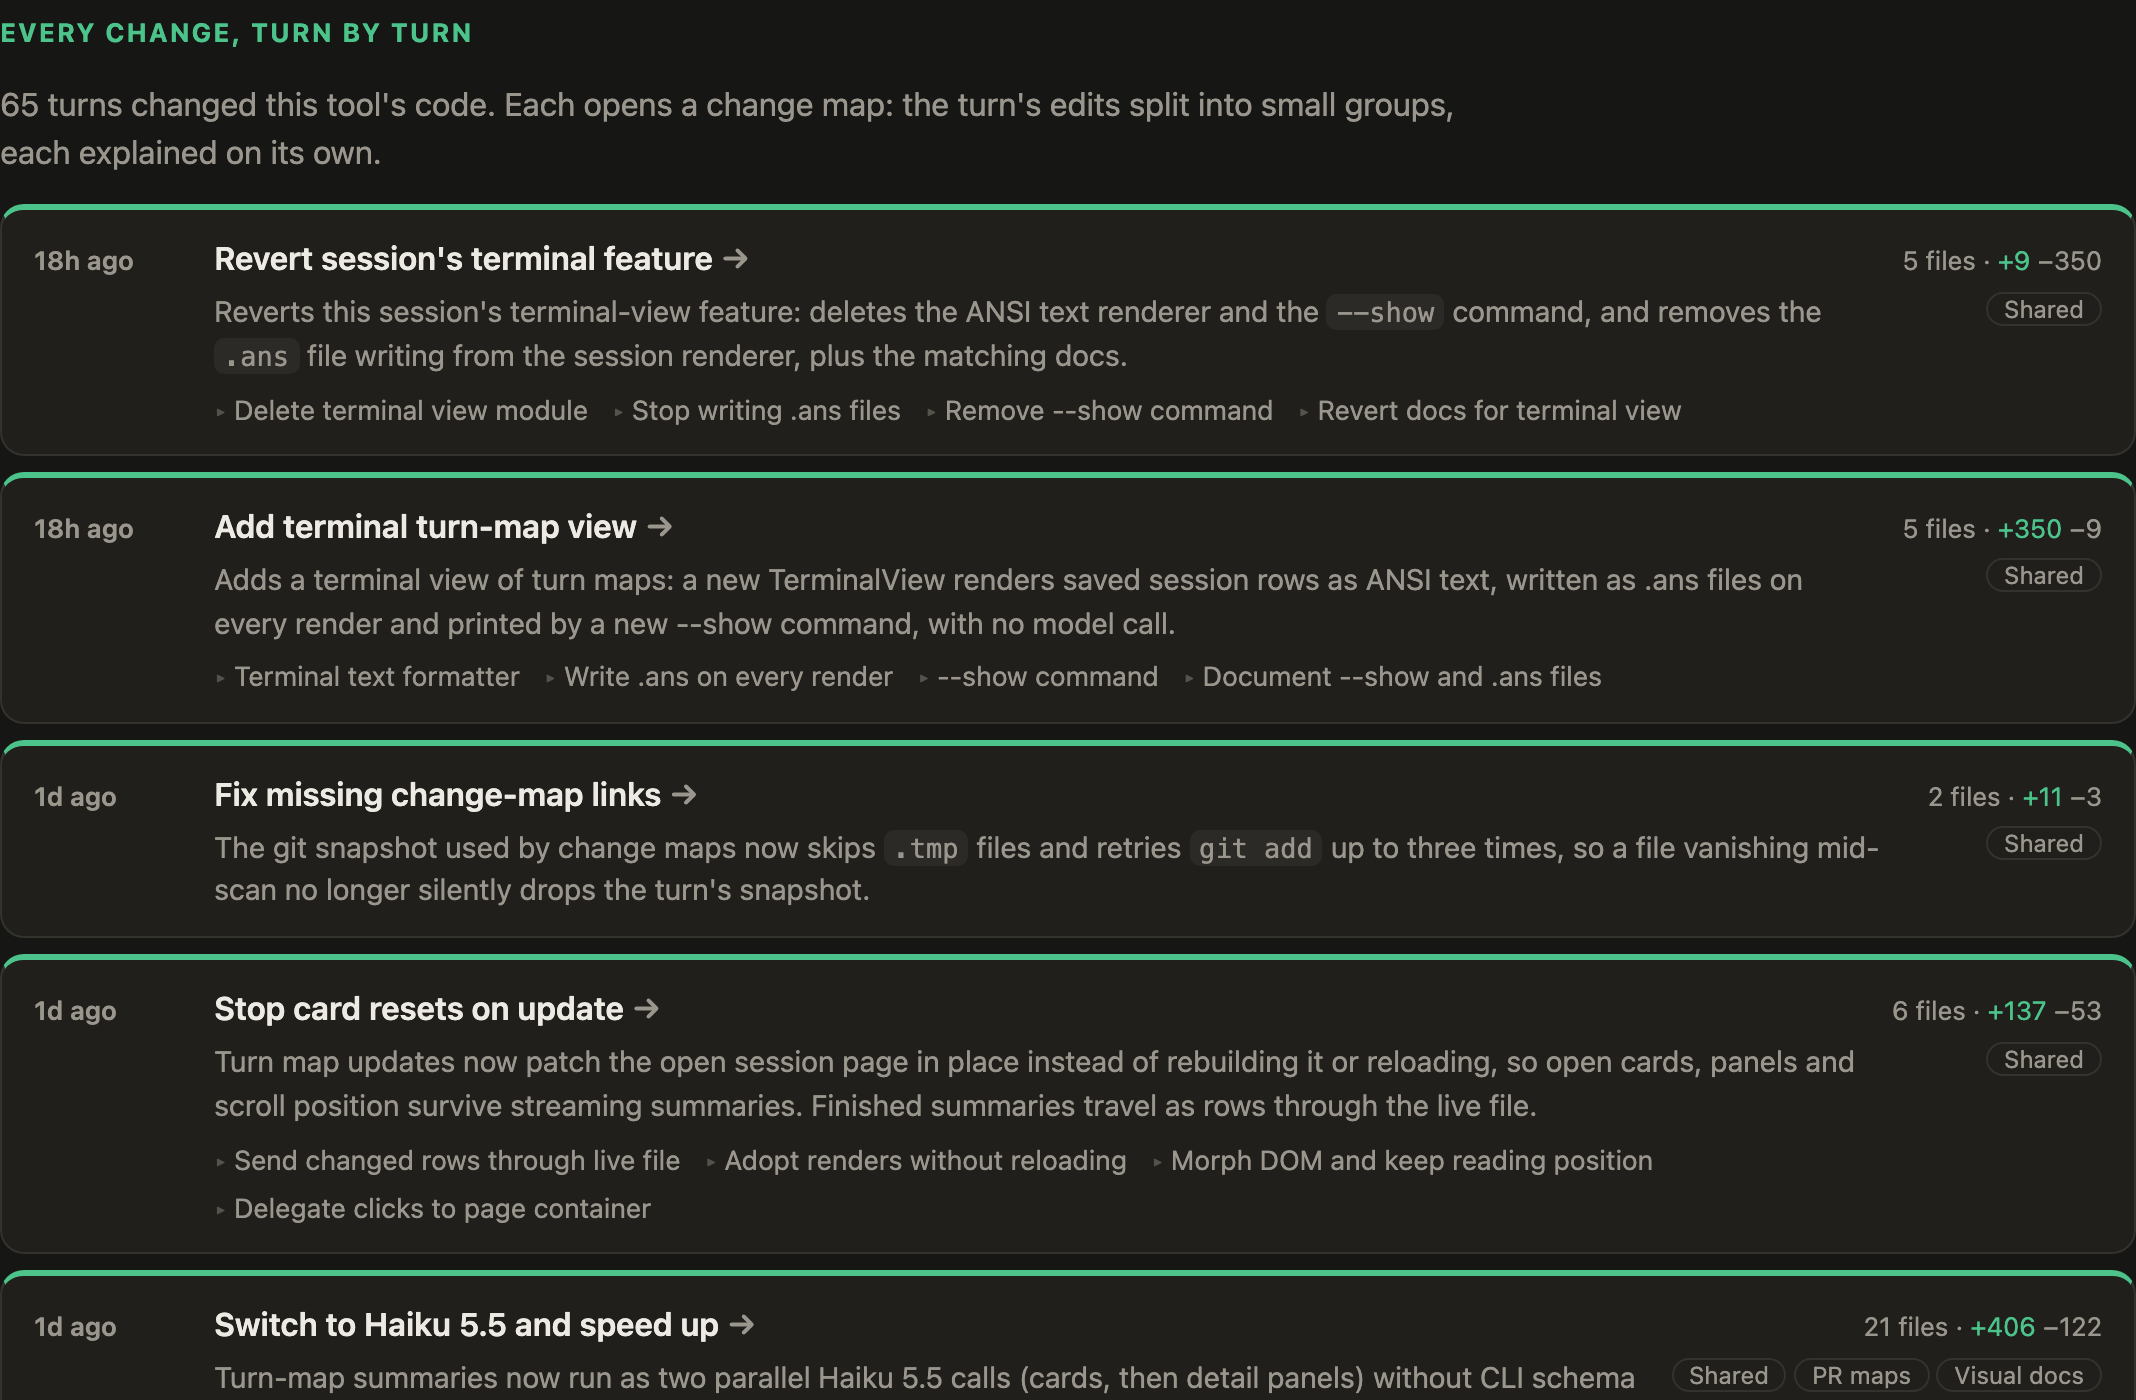 EVERY CHANGE, TURN BY TURN
65 turns changed this tool's code. Each opens a change map: the turn's edits split into small groups,
each explained on its own.
18h ago
Revert session's terminal feature →
5 files · +9 −350
Reverts this session's terminal-view feature: deletes the ANSI text renderer and the --show command, and removes the
Shared
.ans file writing from the session renderer, plus the matching docs.
▸ Delete terminal view module ▸ Stop writing .ans files ▸ Remove --show command ▸ Revert docs for terminal view
18h ago
Add terminal turn-map view →
5 files · +350 −9
Adds a terminal view of turn maps: a new TerminalView renders saved session rows as ANSI text, written as .ans files on
Shared
every render and printed by a new --show command, with no model call.
▸ Terminal text formatter ▸ Write .ans on every render ▸ --show command ▸ Document --show and .ans files
1d ago
Fix missing change-map links →
2 files · +11 −3
The git snapshot used by change maps now skips .tmp files and retries git add up to three times, so a file vanishing mid-
Shared
scan no longer silently drops the turn's snapshot.
1d ago
Stop card resets on update →
6 files · +137 −53
Turn map updates now patch the open session page in place instead of rebuilding it or reloading, so open cards, panels and
Shared
scroll position survive streaming summaries. Finished summaries travel as rows through the live file.
▸ Send changed rows through live file ▸ Adopt renders without reloading ▸ Morph DOM and keep reading position
▸ Delegate clicks to page container
1d ago
Switch to Haiku 5.5 and speed up →
21 files · +406 −122
Turn-map summaries now run as two parallel Haiku 5.5 calls (cards, then detail panels) without CLI schema
Shared PR maps Visual docs